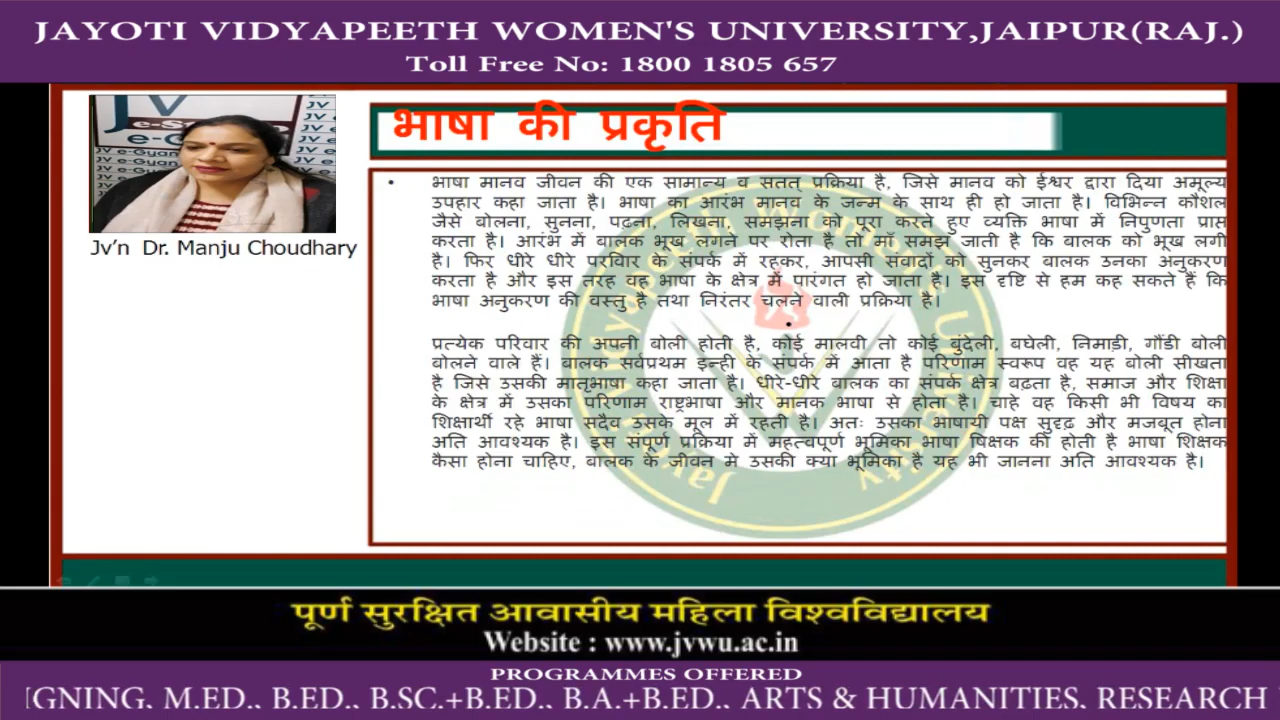 JAYOTI VIDYAPEETH WOMEN'S UNIVERSITY,JAIPUR(RAJ.)
Toll Free No: 1800 1805 657
भाषा की प्रकृति
Jv'n Dr. Manju Choudhary
• भाषा मानव जीवन की एक सामान्य व सतत् प्रक्रिया है, जिसे मानव को ईश्वर द्वारा दिया अमूल्य
उपहार कहा जाता है। भाषा का आरंभ मानव के जन्म के साथ ही हो जाता है। विभिन्न कौशल
जैसे बोलना, सुनना, पढ़ना, लिखना, समझना को पूरा करते हुए व्यक्ति भाषा में निपुणता प्राप्त
करता है। आरंभ में बालक भूख लगने पर रोता है तो माँ समझ जाती है कि बालक को भूख लगी
है। फिर धीरे धीरे परविार के संपर्क में रहकर, आपसी संवादों को सुनकर बालक उनका अनुकरण
करता है और इस तरह वह भाषा के क्षेत्र में पारंगत हो जाता है। इस दृष्टि से हम कह सकते हैं कि
भाषा अनुकरण की वस्तु है तथा निरंतर चलने वाली प्रक्रिया है।
•
प्रत्येक परिवार की अपनी बोली होती है, कोई मालवी तो कोई बुंदेली, बघेली, निमाड़ी, गौंडी बोली
बोलने वाले हैं। बालक सर्वप्रथम इन्ही के संपर्क में आता है परिणाम स्वरूप वह यह बोली सीखता
है जिसे उसकी मातृभाषा कहा जाता है। धीरे-धीरे बालक का संपर्क क्षेत्र बढ़ता है, समाज और शिक्षा
के क्षेत्र में उसका परिणाम राष्ट्रभाषा और मानक भाषा से होता है। चाहे वह किसी भी विषय का
शिक्षार्थी रहे भाषा सदैव उसके मूल में रहती है। अतः उसका भाषायी पक्ष सुदृढ़ और मजबूत होना
अति आवश्यक है। इस संपूर्ण प्रक्रिया में महत्वपूर्ण भूमिका भाषा षिक्षक की होती है भाषा शिक्षक
कैसा होना चाहिए, बालक के जीवन मे उसकी क्या भूमिका है यह भी जानना अति आवश्यक है।
पूर्ण सुरक्षित आवासीय महिला विश्वविद्यालय
Website : www.jvwu.ac.in
PROGRAMMES OFFERED
IGNING, M.ED., B.ED., B.SC.+B.ED., B.A.+B.ED., ARTS & HUMANITIES, RESEARCH